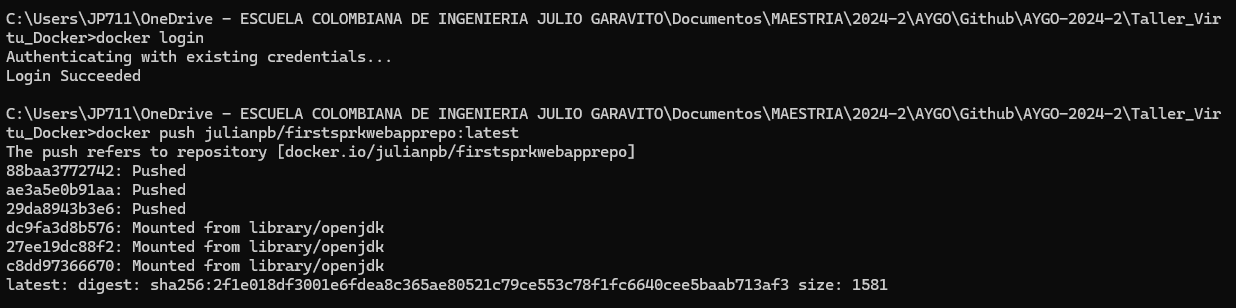 C:\Users\JP711\OneDrive - ESCUELA COLOMBIANA DE INGENIERIA JULIO GARAVITO\Documentos\MAESTRIA\2024-2\AYGO\Github\AYGO-2024-2\Taller_Vir
tu_Docker>docker login
Authenticating with existing credentials...
Login Succeeded
C:\Users\JP711\OneDrive - ESCUELA COLOMBIANA DE INGENIERIA JULIO GARAVITO\Documentos\MAESTRIA\2024-2\AYGO\Github\AYGO-2024-2\Taller_Vir
tu_Docker>docker push julianpb/firstsprkwebapprepo:latest
The push refers to repository [docker.io/julianpb/firstsprkwebapprepo]
88baa3772742: Pushed
ae3a5e0b91aa: Pushed
29da8943b3e6: Pushed
dc9fa3d8b576: Mounted from library/openjdk
27ee19dc88f2: Mounted from library/openjdk
c8dd97366670: Mounted from library/openjdk
latest: digest: sha256:2f1e018df3001e6fdea8c365ae80521c79ce553c78f1fc6640cee5baab713af3 size: 1581